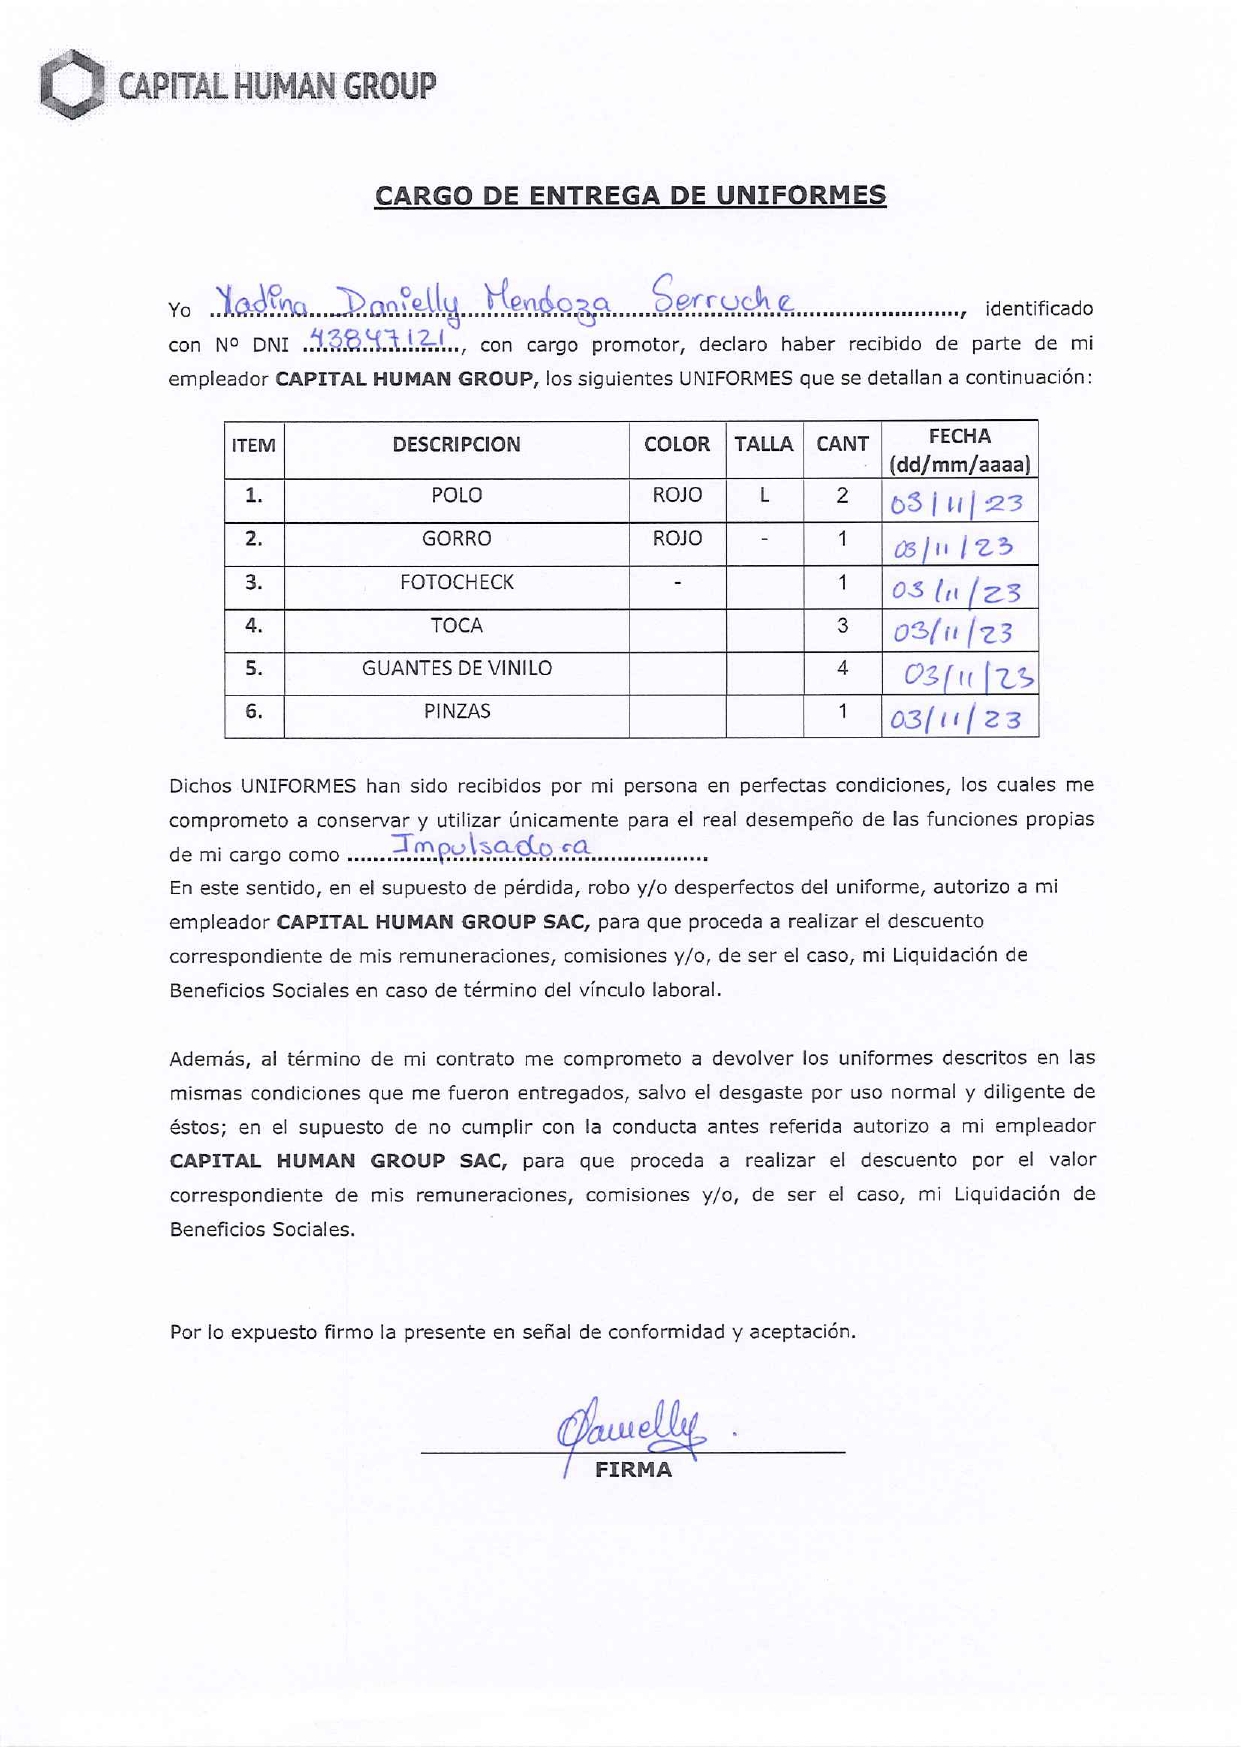 CAPITAL HUMAN GROUP
CARGO DE ENTREGA DE UNIFORMES
Yo Yadina Danielly Mendoza Serruche, identificado
con Nº DNI 43847121, con cargo promotor, declaro haber recibido de parte de mi
empleador CAPITAL HUMAN GROUP, los siguientes UNIFORMES que se detallan a continuación:
ITEM DESCRIPCION COLOR TALLA CANT FECHA (dd/mm/aaaa)
1. POLO ROJO L 2 03/11/23
2. GORRO ROJO - 1 03/11/23
3. FOTOCHECK - 1 03/11/23
4. TOCA 3 03/11/23
5. GUANTES DE VINILO 4 03/11/23
6. PINZAS 1 03/11/23
Dichos UNIFORMES han sido recibidos por mi persona en perfectas condiciones, los cuales me
comprometo a conservar y utilizar únicamente para el real desempeño de las funciones propias
de mi cargo como Impulsadora
En este sentido, en el supuesto de pérdida, robo y/o desperfectos del uniforme, autorizo a mi
empleador CAPITAL HUMAN GROUP SAC, para que proceda a realizar el descuento
correspondiente de mis remuneraciones, comisiones y/o, de ser el caso, mi Liquidación de
Beneficios Sociales en caso de término del vínculo laboral.
Además, al término de mi contrato me comprometo a devolver los uniformes descritos en las
mismas condiciones que me fueron entregados, salvo el desgaste por uso normal y diligente de
éstos; en el supuesto de no cumplir con la conducta antes referida autorizo a mi empleador
CAPITAL HUMAN GROUP SAC, para que proceda a realizar el descuento por el valor
correspondiente de mis remuneraciones, comisiones y/o, de ser el caso, mi Liquidación de
Beneficios Sociales.
Por lo expuesto firmo la presente en señal de conformidad y aceptación.
Danielly.
FIRMA